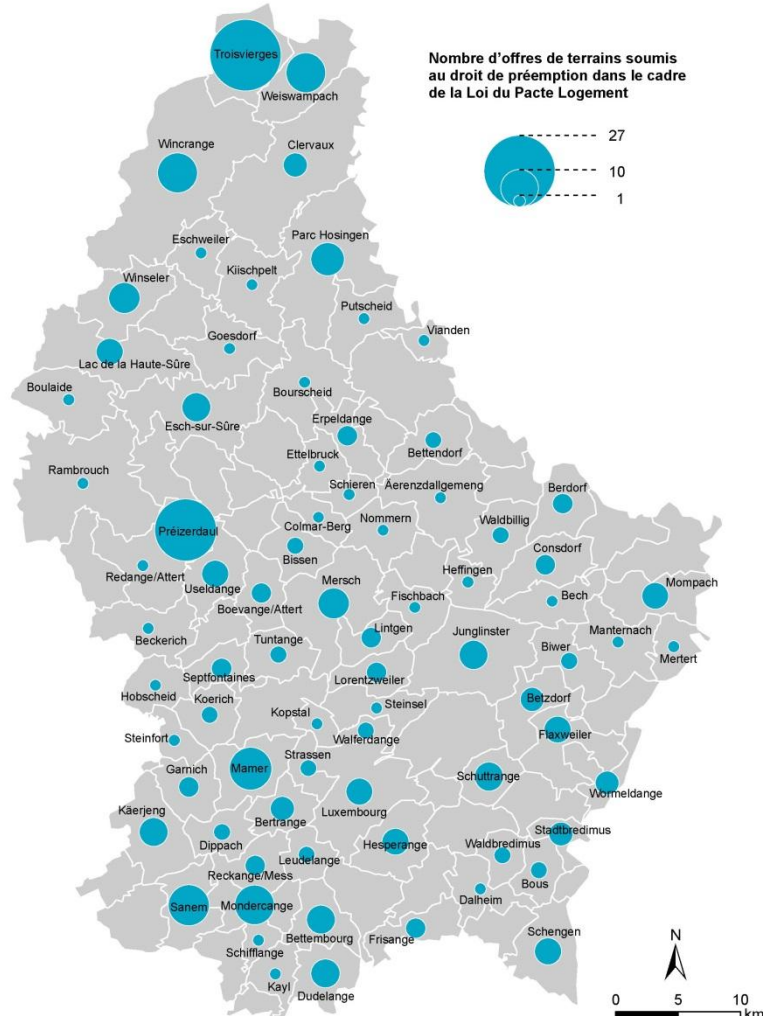 Troisvierges
Nombre d'offres de terrains soumis
au droit de préemption dans le cadre
de la Loi du Pacte Logement
Weiswampach
27
10
1
Wincrange
Clervaux
Eschweiler
Parc Hosingen
Kiischpelt
Winseler
Putscheid
Vianden
Goesdorf
Lac de la Haute-Sûre
Boulaide
Bourscheid
Esch-sur-Sûre
Erpeldange
Bettendorf
Ettelbruck
Rambrouch
Schieren
Äerenzdallgemeng
Berdorf
Préizerdaul
Colmar-Berg
Nommern
Waldbillig
Bissen
Consdorf
Redange/Attert
Useldange
Mersch
Heffingen
Mompach
Boevange/Attert
Fischbach
Bech
Beckerich
Lintgen
Junglinster
Manternach
Tuntange
Biwer
Mertert
Septfontaines
Lorentzweiler
Hobscheid
Koerich
Kopstal
Steinsel
Betzdorf
Steinfort
Walferdange
Flaxweiler
Garnich
Mamer
Strassen
Schuttrange
Wormeldange
Käerjeng
Bertrange
Luxembourg
Stadtbredimus
Dippach
Hesperange
Waldbredimus
Leudelange
Reckange/Mess
Bous
Dalheim
Sanem
Mondercange
Bettembourg
Frisange
Schengen
Schifflange
Kayl
Dudelange
N
0 5 10
km